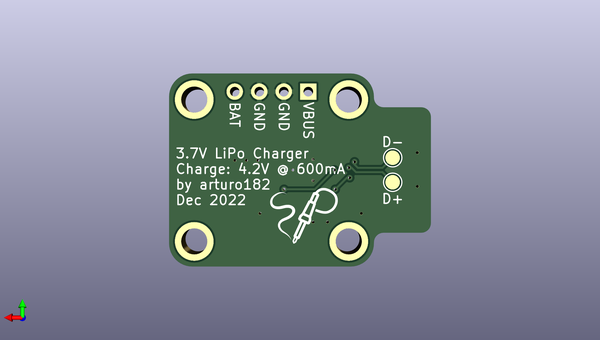 BAT
GND
GND
VBUS
D-
3.7V LiPo Charger
Charge: 4.2V @ 600mA
by arturo182
Dec 2022
D+